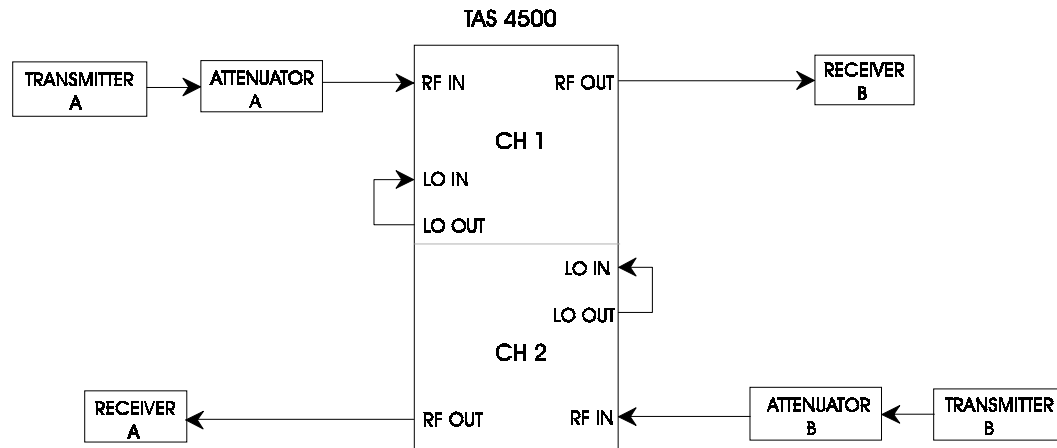 TAS 4500
TRANSMITTER
A
ATTENUATOR
A
RF IN
RF OUT
RECEIVER
B
CH 1
LO IN
LO OUT
LO IN
LO OUT
CH 2
RECEIVER
A
RF OUT
RF IN
ATTENUATOR
B
TRANSMITTER
B